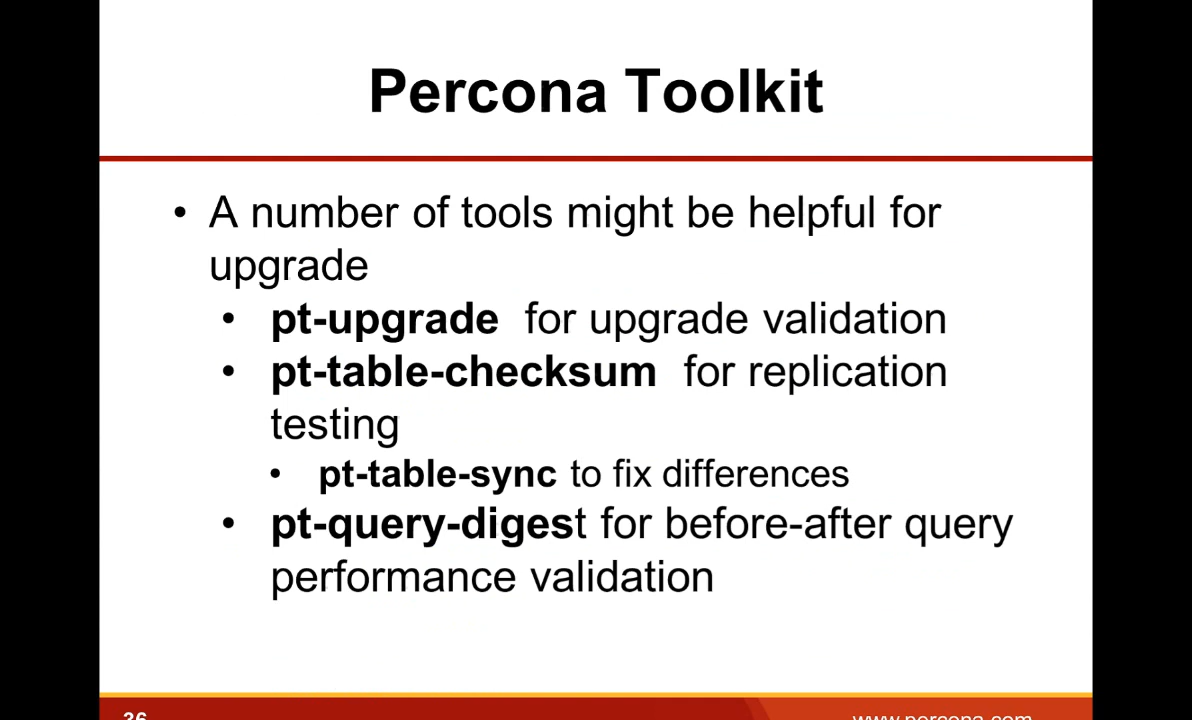 Percona Toolkit
• A number of tools might be helpful for
upgrade
• pt-upgrade for upgrade validation
• pt-table-checksum for replication
testing
• pt-table-sync to fix differences
• pt-query-digest for before-after query
performance validation
36
www.percona.com